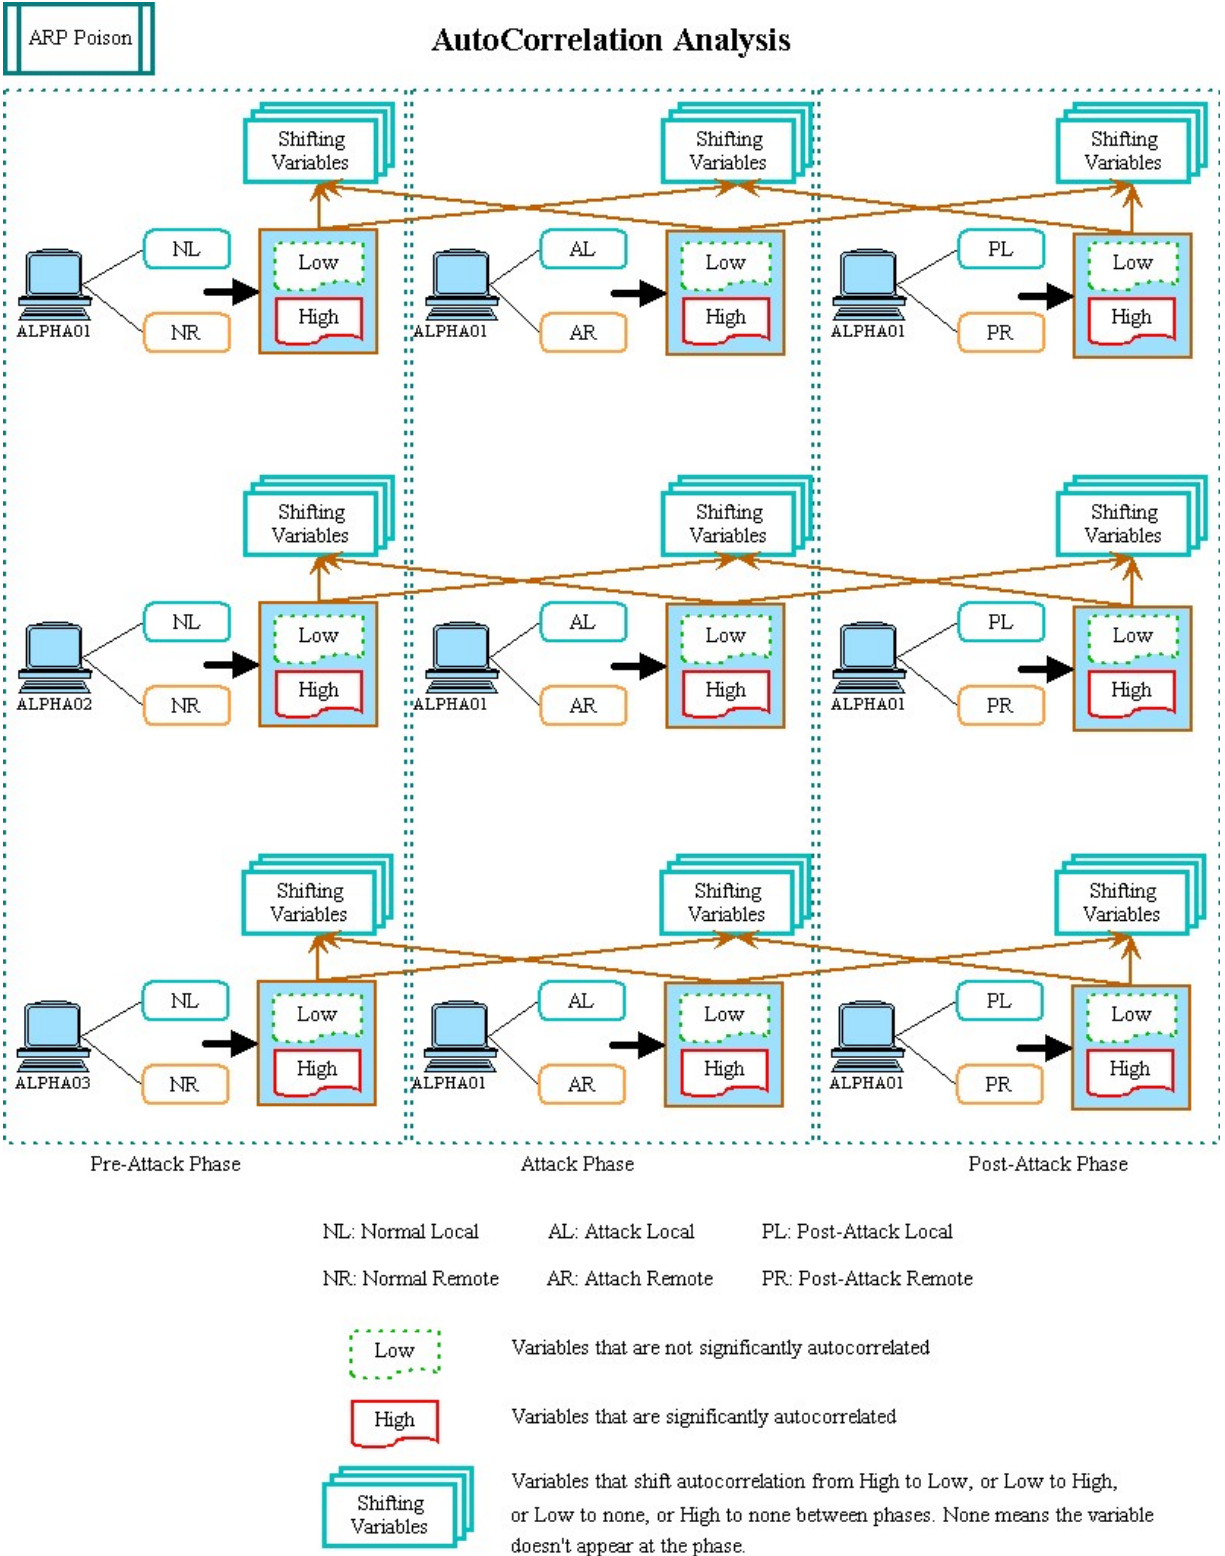 ARP Poison
AutoCorrelation Analysis
Shifting
Variables
Shifting
Variables
Shifting
Variables
NL
Low
AL
Low
PL
Low
NR
High
AR
High
PR
High
ALPHA01
ALPHA01
ALPHA01
Shifting
Variables
Shifting
Variables
Shifting
Variables
NL
Low
AL
Low
PL
Low
NR
High
AR
High
PR
High
ALPHA02
ALPHA01
ALPHA01
Shifting
Variables
Shifting
Variables
Shifting
Variables
NL
Low
AL
Low
PL
Low
NR
High
AR
High
PR
High
ALPHA03
ALPHA01
ALPHA01
Pre-Attack Phase
Attack Phase
Post-Attack Phase
NL: Normal Local
AL: Attack Local
PL: Post-Attack Local
NR: Normal Remote
AR: Attach Remote
PR: Post-Attack Remote
Low
Variables that are not significantly autocorrelated
High
Variables that are significantly autocorrelated
Shifting
Variables
Variables that shift autocorrelation from High to Low, or Low to High,
or Low to none, or High to none between phases. None means the variable
doesn't appear at the phase.